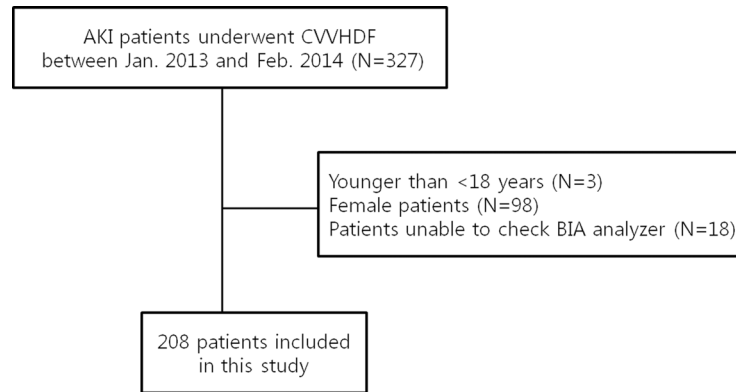 AKI patients underwent CVVHDF
between Jan. 2013 and Feb. 2014 (N=327)
Younger than <18 years (N=3)
Female patients (N=98)
Patients unable to check BIA analyzer (N=18)
208 patients included
in this study